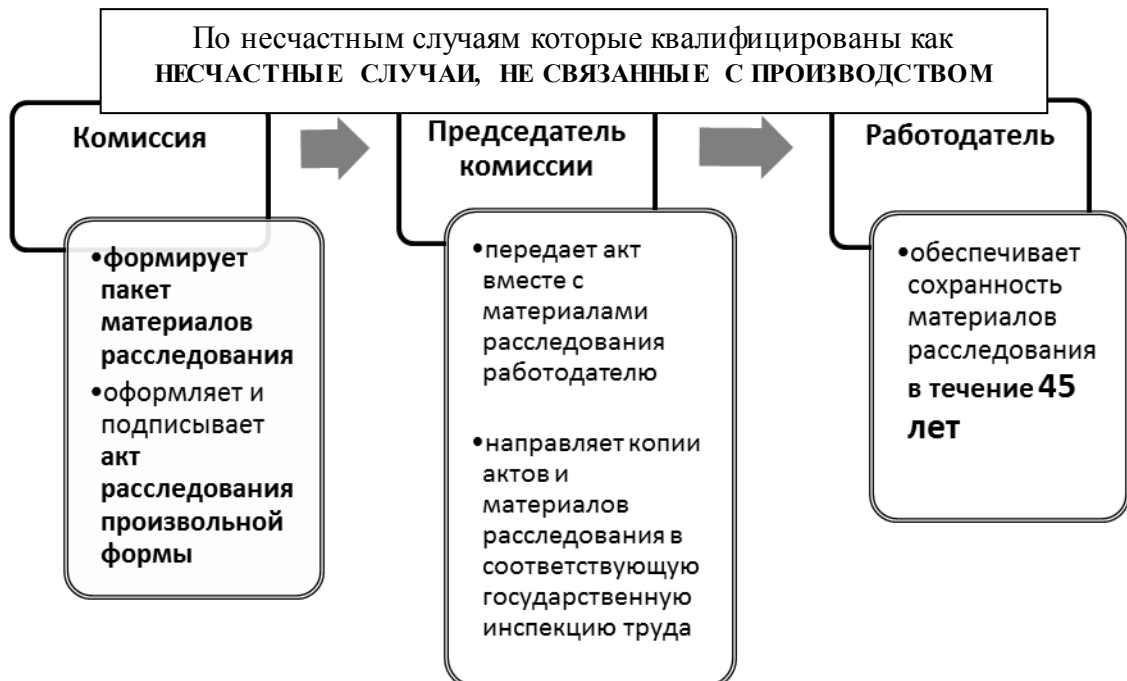 По несчастным случаям которые квалифицированы как
НЕСЧАСТНЫЕ СЛУЧАИ, НЕ СВЯЗАННЫЕ С ПРОИЗВОДСТВОМ
Комиссия
•формирует
пакет
материалов
расследования
•оформляет и
подписывает
акт
расследования
произвольной
формы
Председатель
комиссии
•передает акт
вместе с
материалами
расследования
работодателю
•направляет копии
актов и
материалов
расследования в
соответствующую
государственную
инспекцию труда
Работодатель
•обеспечивает
сохранность
материалов
расследования
в течение 45
лет